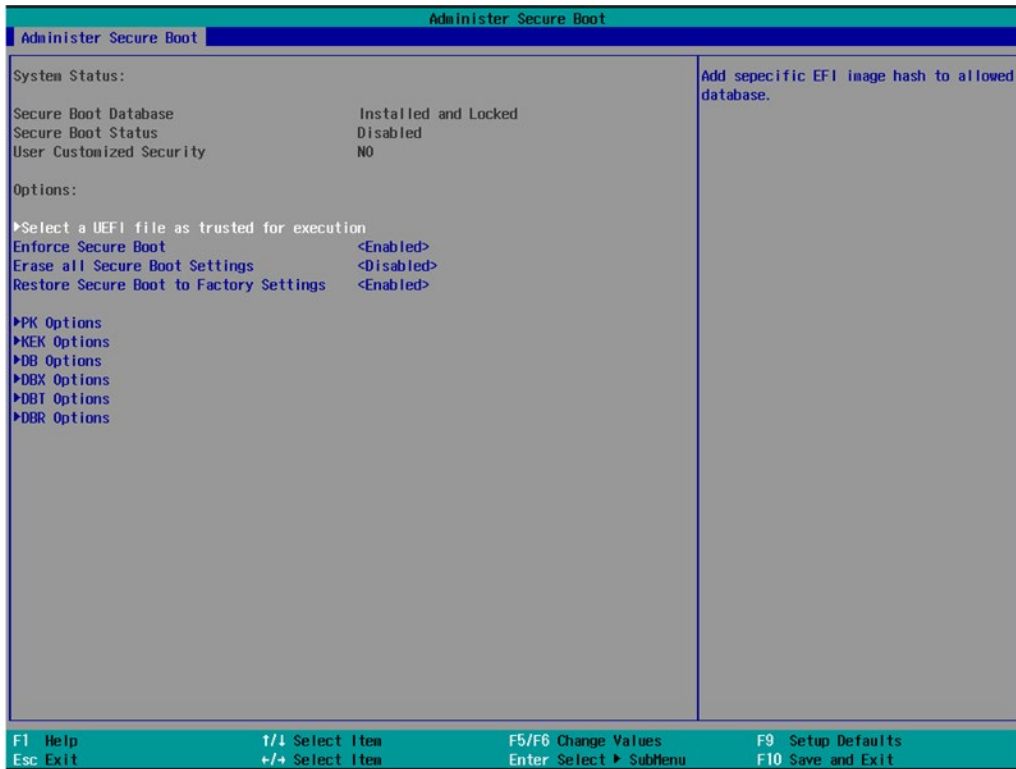 Administer Secure Boot
Administer Secure Boot
System Status:
Secure Boot Database Installed and Locked
Secure Boot Status Disabled
User Customized Security NO
Options:
▶Select a UEFI file as trusted for execution
Enforce Secure Boot <Enabled>
Erase all Secure Boot Settings <Disabled>
Restore Secure Boot to Factory Settings <Enabled>
▶PK Options
▶KEK Options
▶DB Options
▶DBX Options
▶DBT Options
▶DBR Options
Add sepecific EFI image hash to allowed
database.
F1 Help ↑/↓ Select Item F5/F6 Change Values F9 Setup Defaults
Esc Exit ←/→ Select Item Enter Select ▶ SubMenu F10 Save and Exit